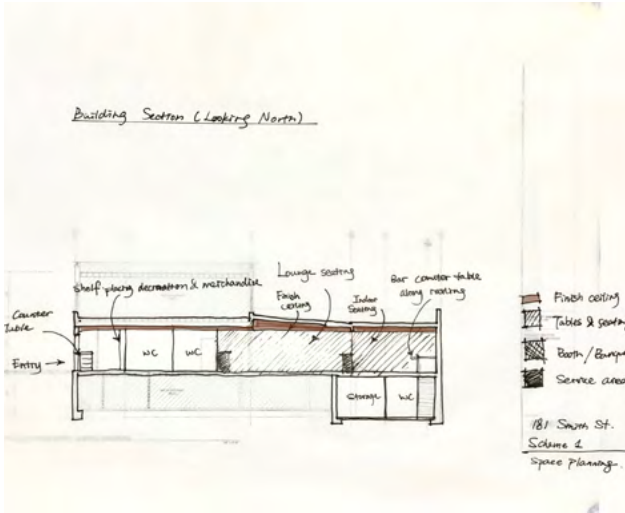 Building Section (Looking North)
Lounge seating
Bar counter table
along railing
Shelf placing decoration & merchandise
Finish
ceiling
Indoor
Seating
Counter
Table
Entry
WC
WC
Storage
WC
Finish ceiling
Tables & seating
Booth / Banqu
Service area
181 Smith St.
Scheme 1
Space Planning.